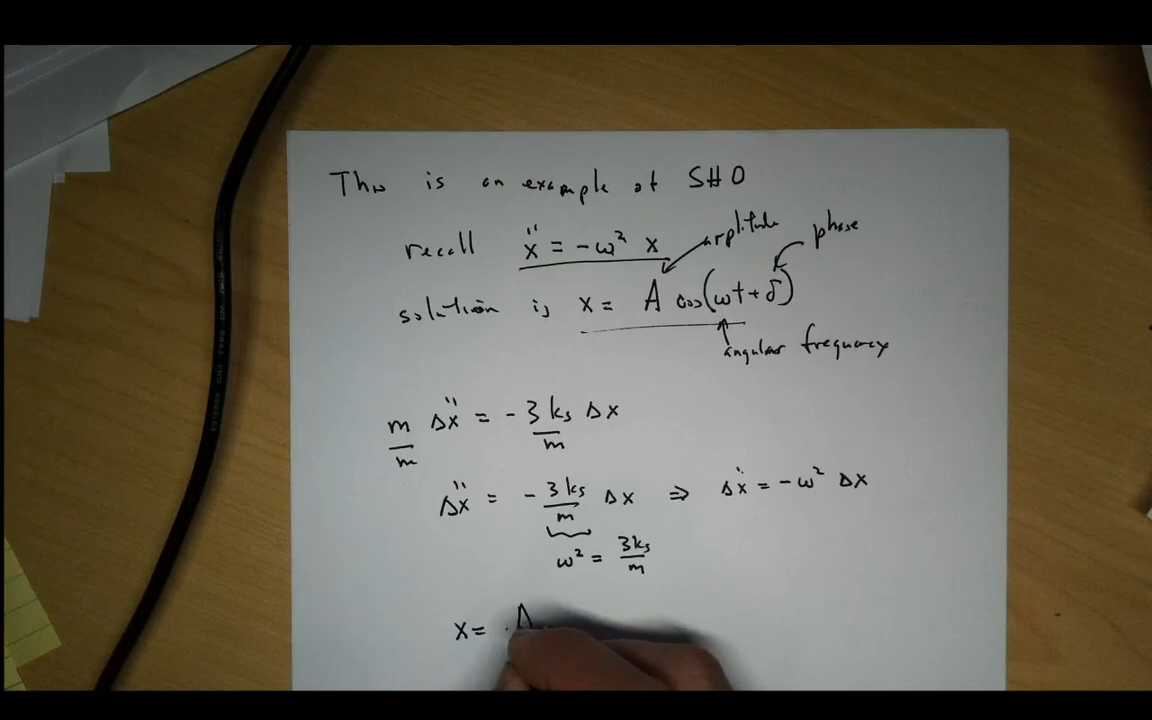 This is an example of SHO
recall ẍ = -ω² x
amplitude
phase
solution is x = A cos(ωt+δ)
angular frequency
m/m Δẍ = - 3ks/m Δx
Δẍ = - 3ks/m Δx ⇒ Δẋ = -ω² Δx
ω² = 3ks/m
x = A